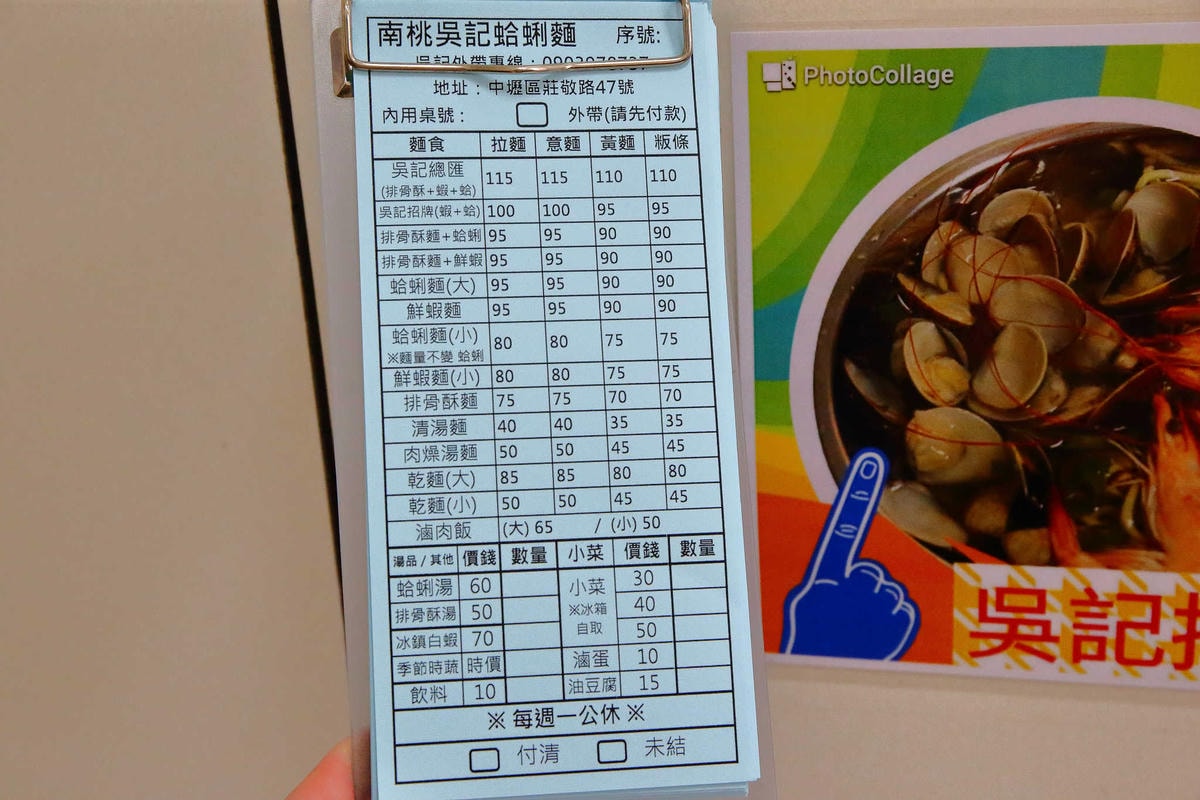 南桃吳記蛤蜊麵 序號:
吳記外帶專線:
地址:中壢區莊敬路47號
內用桌號: 外帶(請先付款)
麵食 拉麵 意麵 黃麵 粄條
吳記總匯 115 115 110 110
(排骨酥+蝦+蛤)
吳記招牌(蝦+蛤) 100 100 95 95
排骨酥麵+蛤蜊 95 95 90 90
排骨酥麵+鮮蝦 95 95 90 90
蛤蜊麵(大) 95 95 90 90
鮮蝦麵 95 95 90 90
蛤蜊麵(小) 80 80 75 75
※麵量不變 蛤蜊
鮮蝦麵(小) 80 80 75 75
排骨酥麵 75 75 70 70
清湯麵 40 40 35 35
肉燥湯麵 50 50 45 45
乾麵(大) 85 85 80 80
乾麵(小) 50 50 45 45
滷肉飯 (大) 65 / (小) 50
湯品/其他 價錢 數量 小菜 價錢 數量
蛤蜊湯 60 小菜 30
排骨酥湯 50 ※冰箱 40
冰鎮白蝦 70 自取 50
季節時蔬 時價 滷蛋 10
飲料 10 油豆腐 15
※每週一公休※
付清 未結
PhotoCollage
吳記